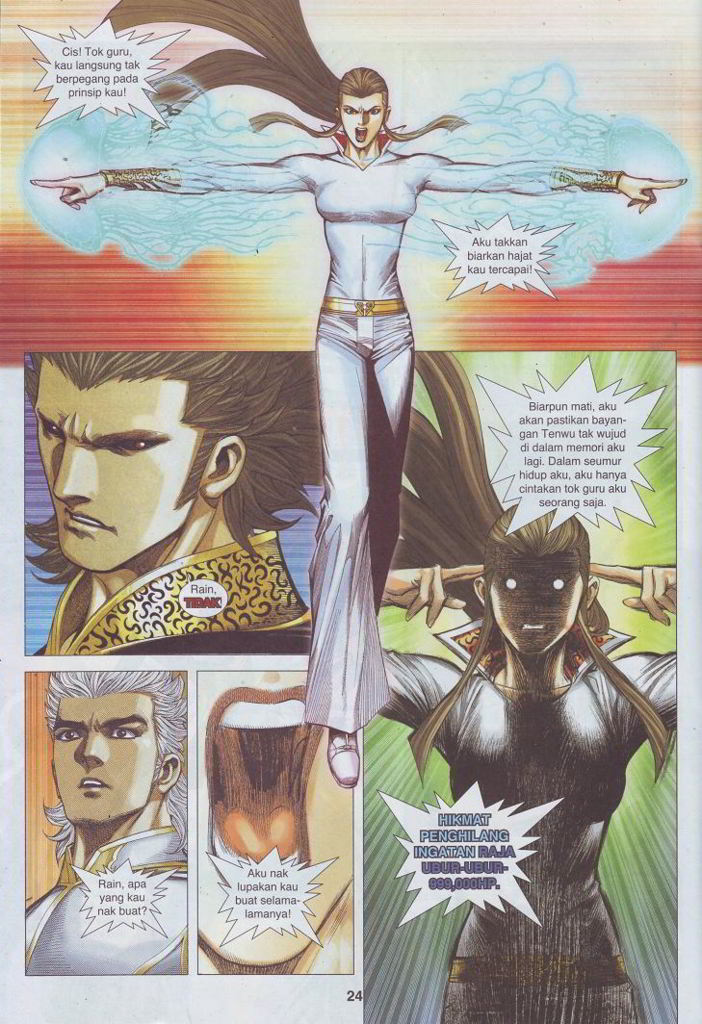 Cis! Tok guru,
kau langsung tak
berpegang pada
prinsip kau!
Aku takkan
biarkan hajat
kau tercapai!
Rain,
TIDAK!
Biarpun mati, aku
akan pastikan bayan-
gan Tenwu tak wujud
di dalam memori aku
lagi. Dalam seumur
hidup aku, aku hanya
cintakan tok guru aku
seorang saja.
Rain, apa
yang kau
nak buat?
Aku nak
lupakan kau
buat selama-
lamanya!
HIKMAT
PENGHILANG
INGATAN RAJA
UBUR-UBUR-
999,000HP.
24